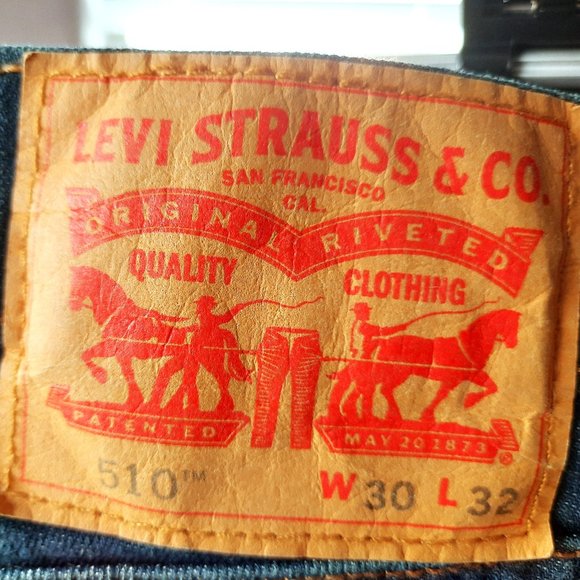 LEVI STRAUSS & CO.
SAN FRANCISCO
CAL.
ORIGINAL RIVETED
QUALITY CLOTHING
PATENTED MAY 20 1873 ®
510™ W 30 L 32